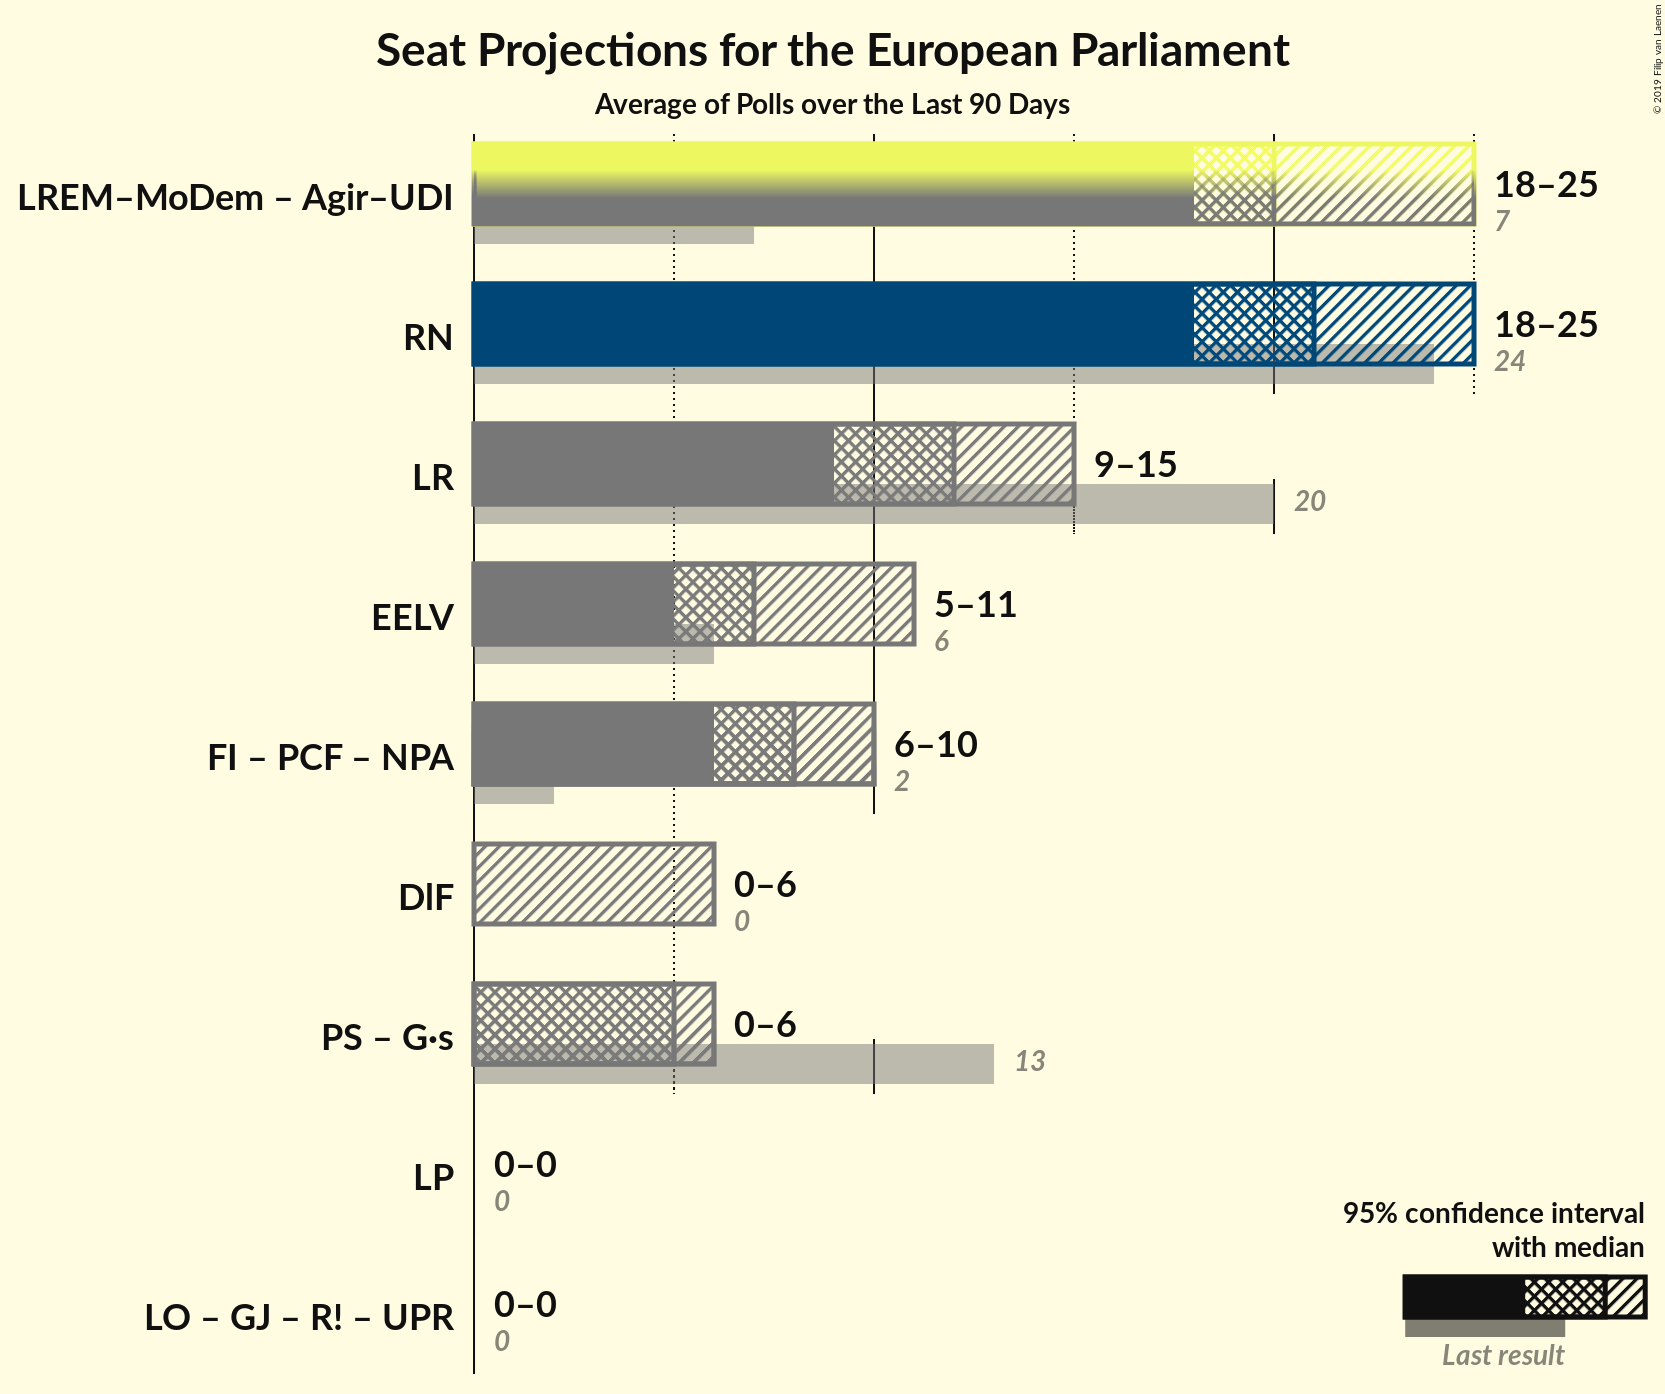 Seat Projections for the European Parliament
Average of Polls over the Last 90 Days
© 2019 Filip van Laenen
LREM–MoDem – Agir–UDI
18–25
7
RN
18–25
24
LR
9–15
20
EELV
5–11
6
FI – PCF – NPA
6–10
2
DlF
0–6
0
PS – G·s
0–6
13
LP
0–0
0
LO – GJ – R! – UPR
0–0
0
95% confidence interval
with median
Last result